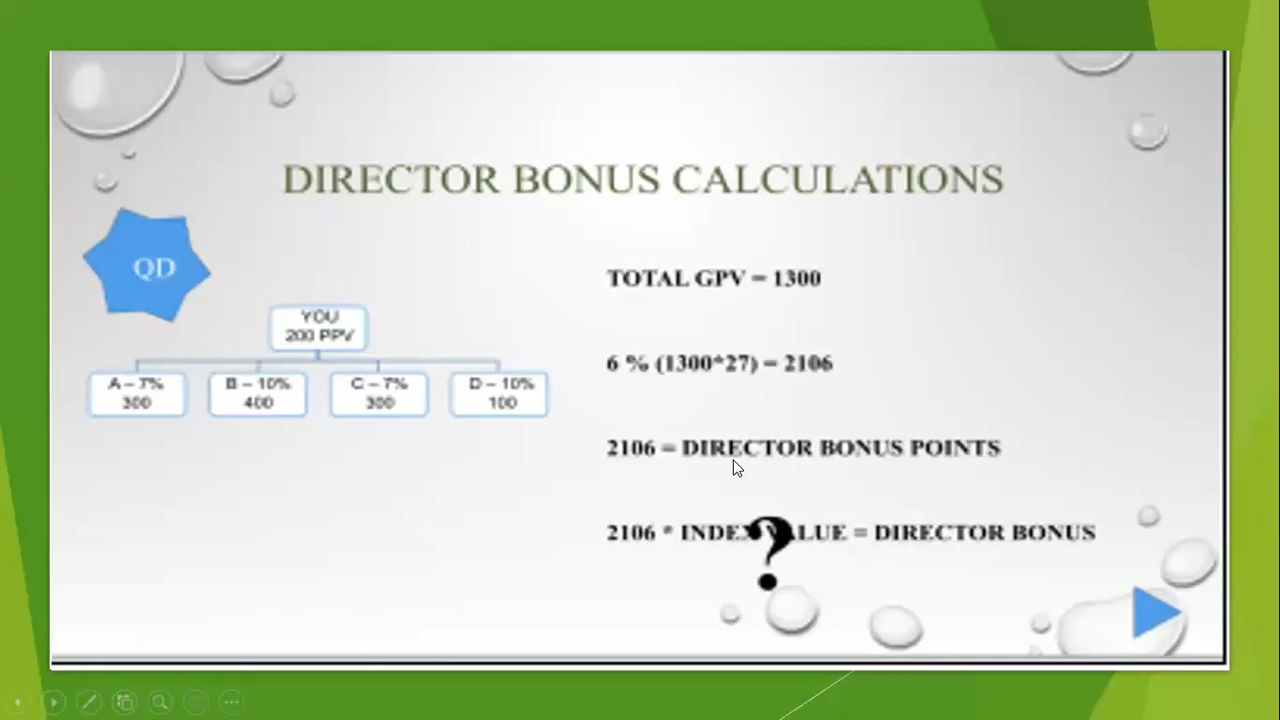 DIRECTOR BONUS CALCULATIONS
QD
YOU
200 PPV
A – 7%
300
B – 10%
400
C – 7%
300
D – 10%
100
TOTAL GPV = 1300
6 % (1300*27) = 2106
2106 = DIRECTOR BONUS POINTS
2106 * INDEX VALUE = DIRECTOR BONUS
?